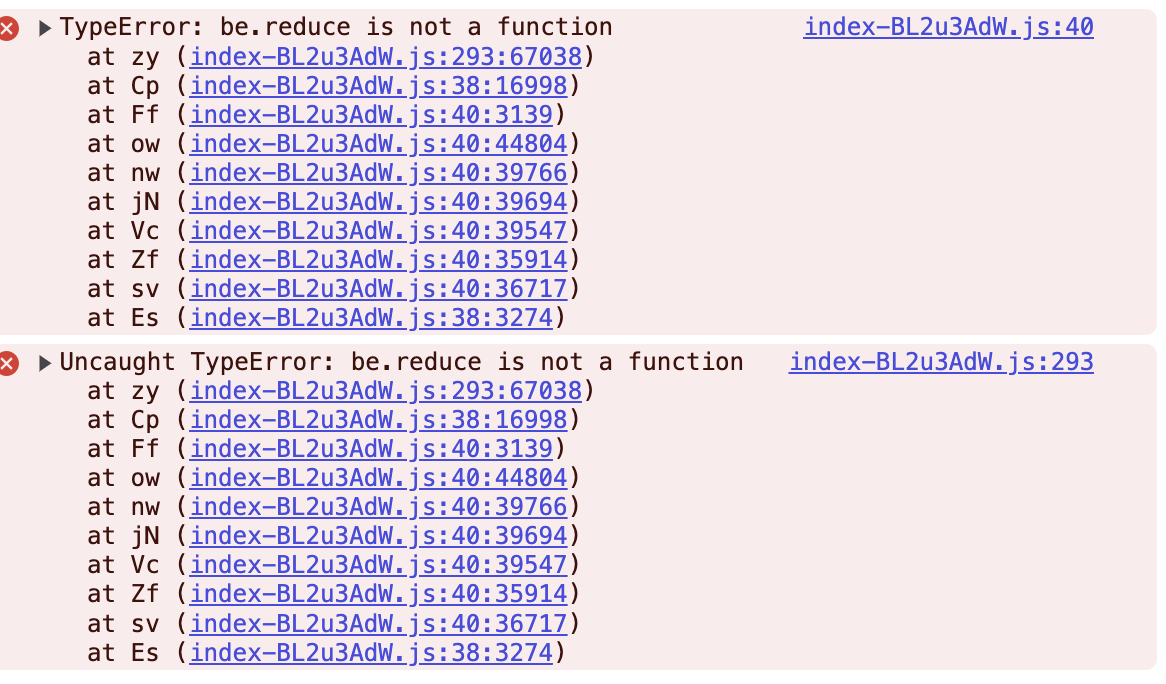 TypeError: be.reduce is not a function index-BL2u3AdW.js:40
at zy (index-BL2u3AdW.js:293:67038)
at Cp (index-BL2u3AdW.js:38:16998)
at Ff (index-BL2u3AdW.js:40:3139)
at ow (index-BL2u3AdW.js:40:44804)
at nw (index-BL2u3AdW.js:40:39766)
at jN (index-BL2u3AdW.js:40:39694)
at Vc (index-BL2u3AdW.js:40:39547)
at Zf (index-BL2u3AdW.js:40:35914)
at sv (index-BL2u3AdW.js:40:36717)
at Es (index-BL2u3AdW.js:38:3274)
Uncaught TypeError: be.reduce is not a function index-BL2u3AdW.js:293
at zy (index-BL2u3AdW.js:293:67038)
at Cp (index-BL2u3AdW.js:38:16998)
at Ff (index-BL2u3AdW.js:40:3139)
at ow (index-BL2u3AdW.js:40:44804)
at nw (index-BL2u3AdW.js:40:39766)
at jN (index-BL2u3AdW.js:40:39694)
at Vc (index-BL2u3AdW.js:40:39547)
at Zf (index-BL2u3AdW.js:40:35914)
at sv (index-BL2u3AdW.js:40:36717)
at Es (index-BL2u3AdW.js:38:3274)